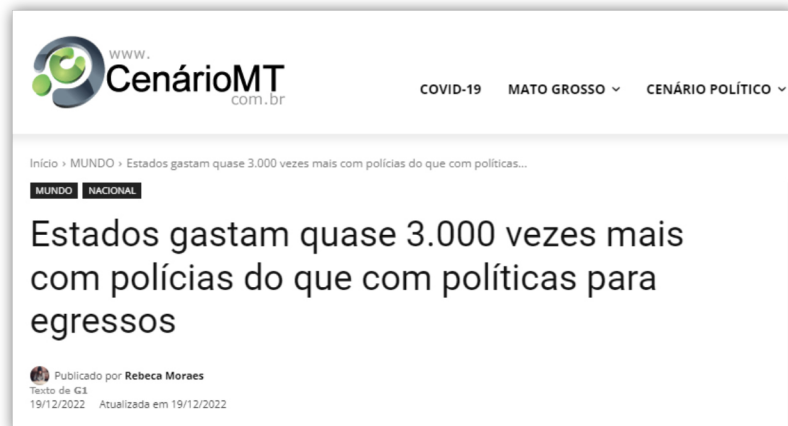 www.
CenárioMT
com.br
COVID-19 MATO GROSSO CENÁRIO POLÍTICO
Início › MUNDO › Estados gastam quase 3.000 vezes mais com polícias do que com políticas...
MUNDO NACIONAL
Estados gastam quase 3.000 vezes mais
com polícias do que com políticas para
egressos
Publicado por Rebeca Moraes
Texto de G1
19/12/2022 Atualizada em 19/12/2022